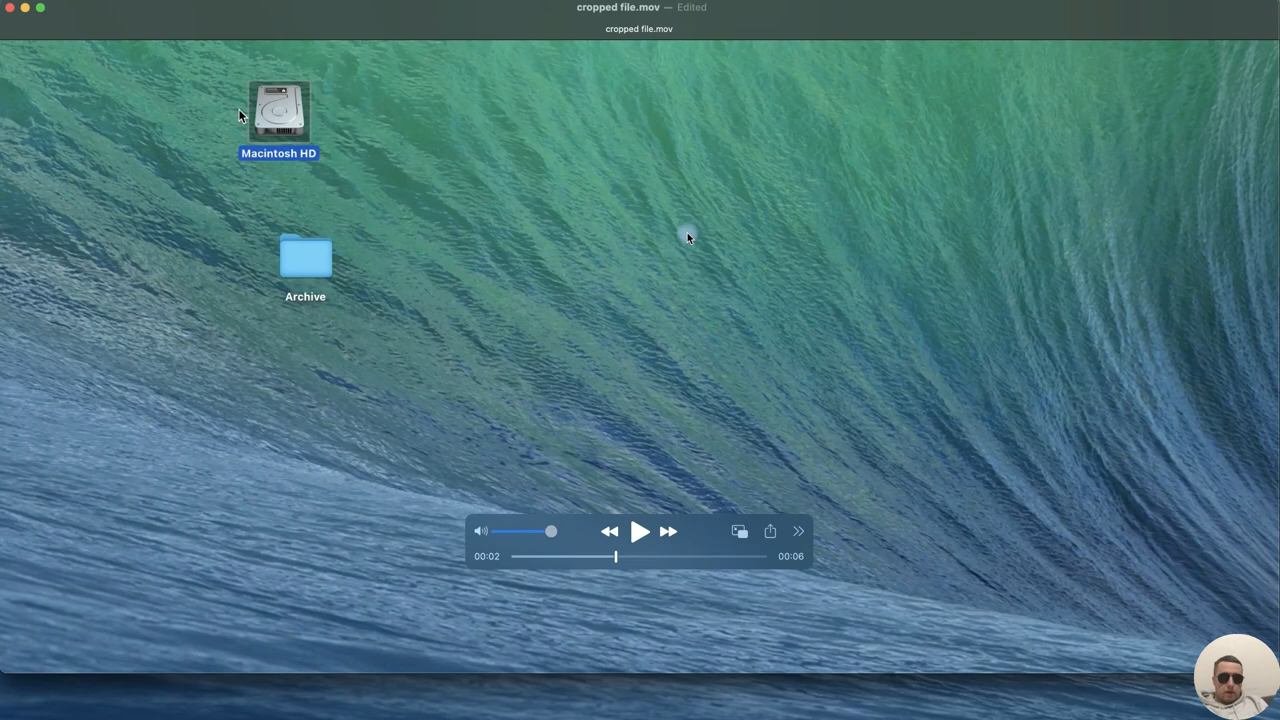 cropped file.mov — Edited
cropped file.mov
Macintosh HD
Archive
00:02
00:06